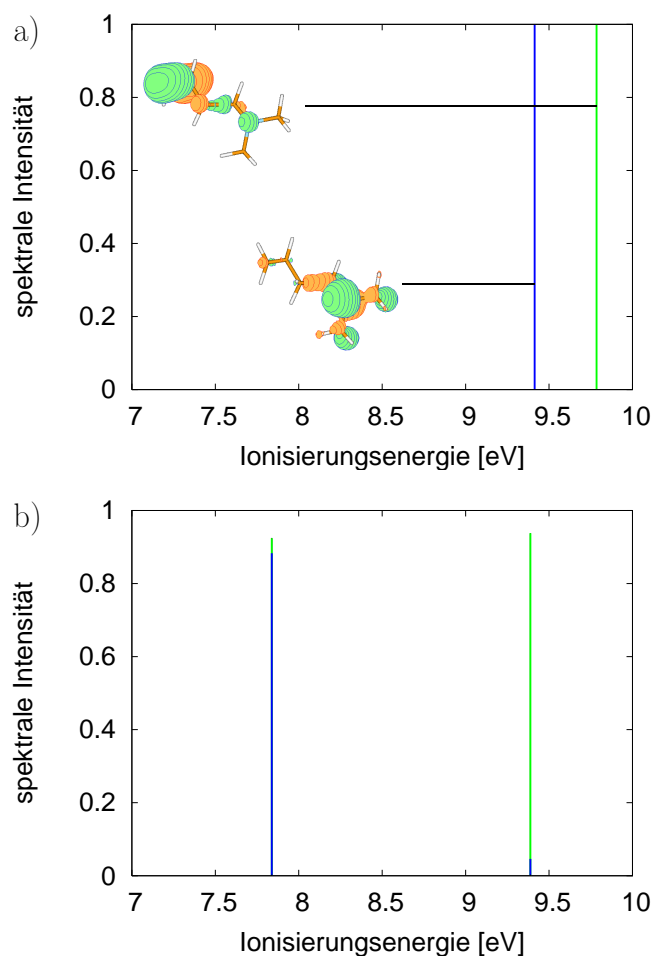 a)
spektrale Intensität
1
0.8
0.6
0.4
0.2
0
7 7.5 8 8.5 9 9.5 10
Ionisierungsenergie [eV]
b)
spektrale Intensität
1
0.8
0.6
0.4
0.2
0
7 7.5 8 8.5 9 9.5 10
Ionisierungsenergie [eV]